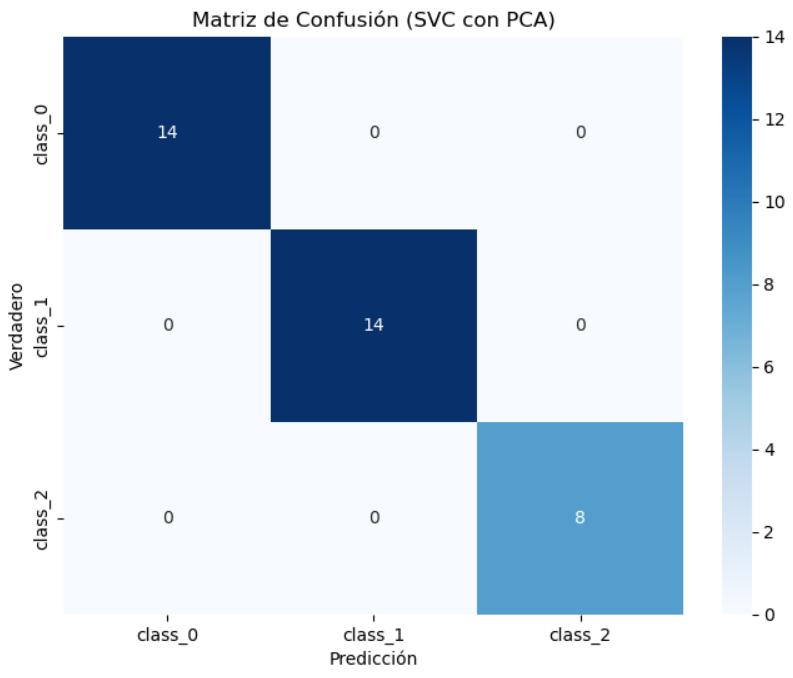 Matriz de Confusión (SVC con PCA)
14 0 0
0 14 0
0 0 8
class_0
class_1
class_2
Verdadero
class_0 class_1 class_2
Predicción
14
12
10
8
6
4
2
0